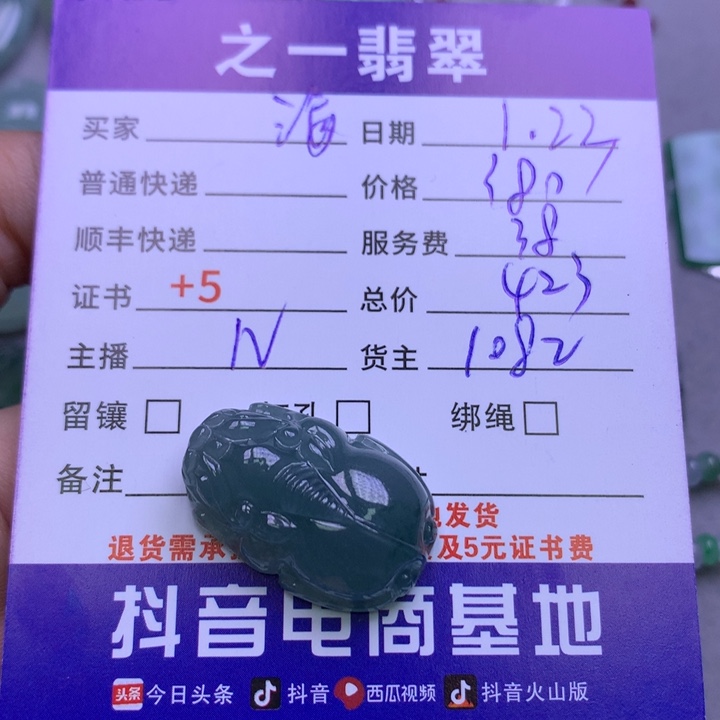 之一翡翠
买家 海 日期 1.22
普通快递 价格 380
顺丰快递 服务费 38
证书 +5 总价 423
主播 N 货主 1082
留镶 孔 绑绳
备注
发货
退货需承 及5元证书费
抖音电商基地
头条 今日头条 抖音 西瓜视频 抖音火山版